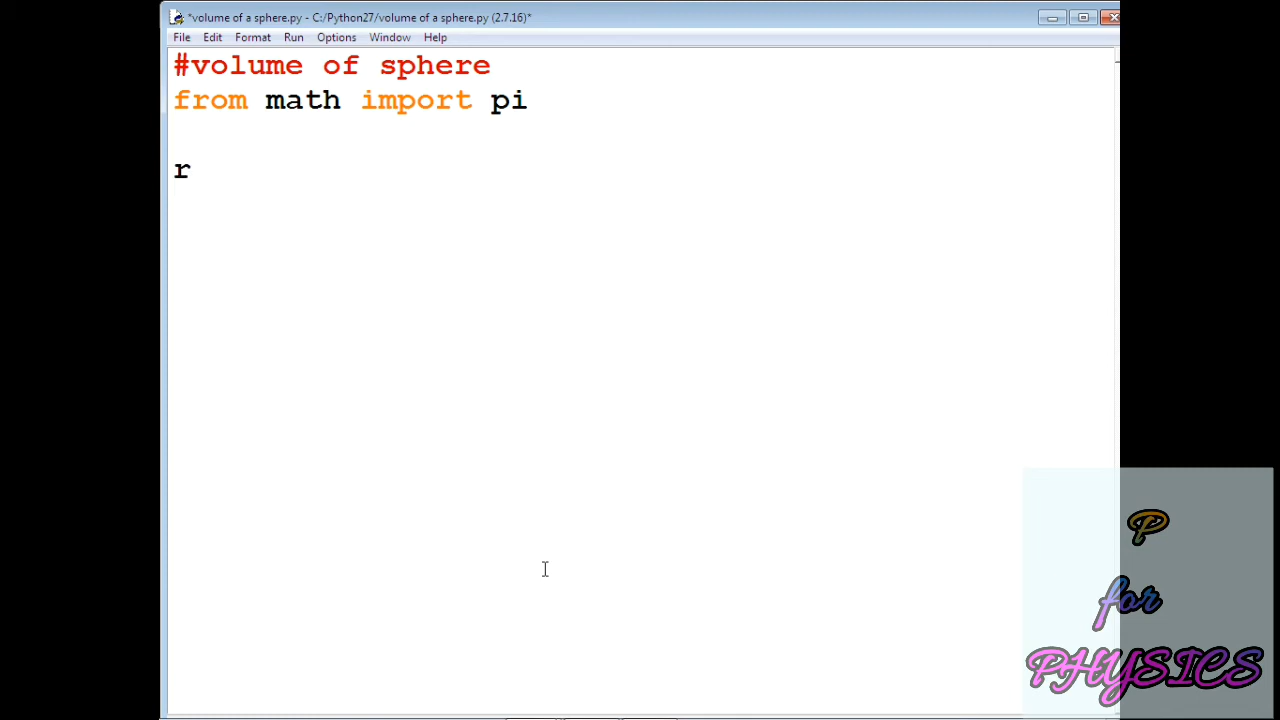 *volume of a sphere.py - C:/Python27/volume of a sphere.py (2.7.16)*
File Edit Format Run Options Window Help
#volume of sphere
from math import pi
r
P
for
PHYSICS